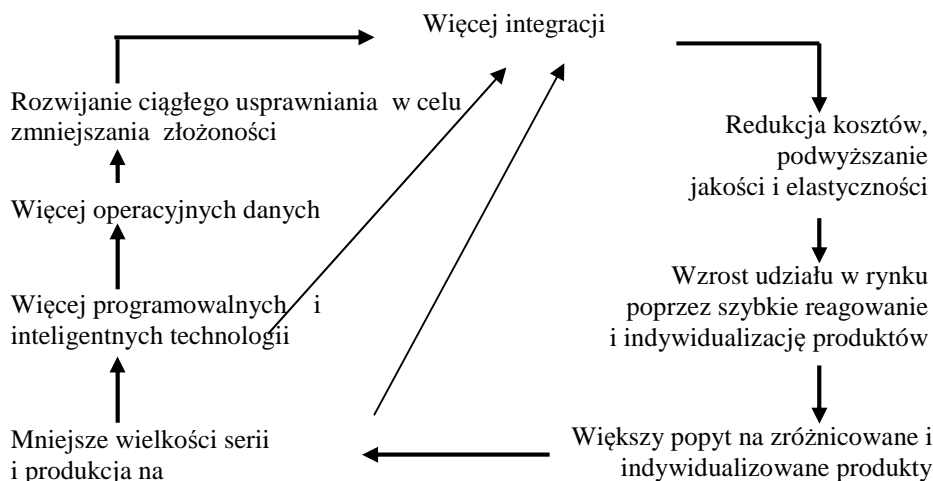 Więcej integracji
Rozwijanie ciągłego usprawniania w celu
zmniejszania złożoności
Więcej operacyjnych danych
Więcej programowalnych i
inteligentnych technologii
Mniejsze wielkości serii
i produkcja na
Redukcja kosztów,
podwyższanie
jakości i elastyczności
Wzrost udziału w rynku
poprzez szybkie reagowanie
i indywidualizację produktów
Większy popyt na zróżnicowane i
indywidualizowane produkty